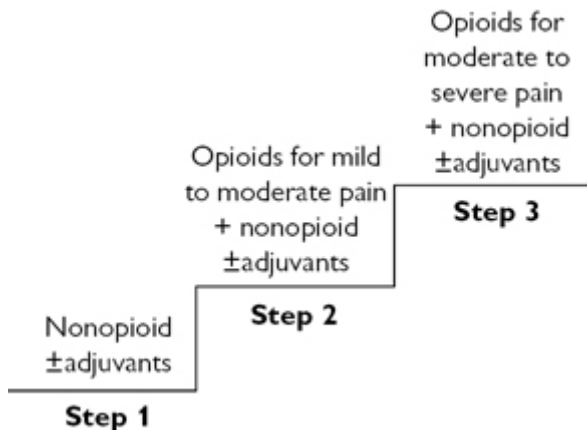 Nonopioid
±adjuvants
Step 1
Opioids for mild
to moderate pain
+ nonopioid
±adjuvants
Step 2
Opioids for
moderate to
severe pain
+ nonopioid
±adjuvants
Step 3